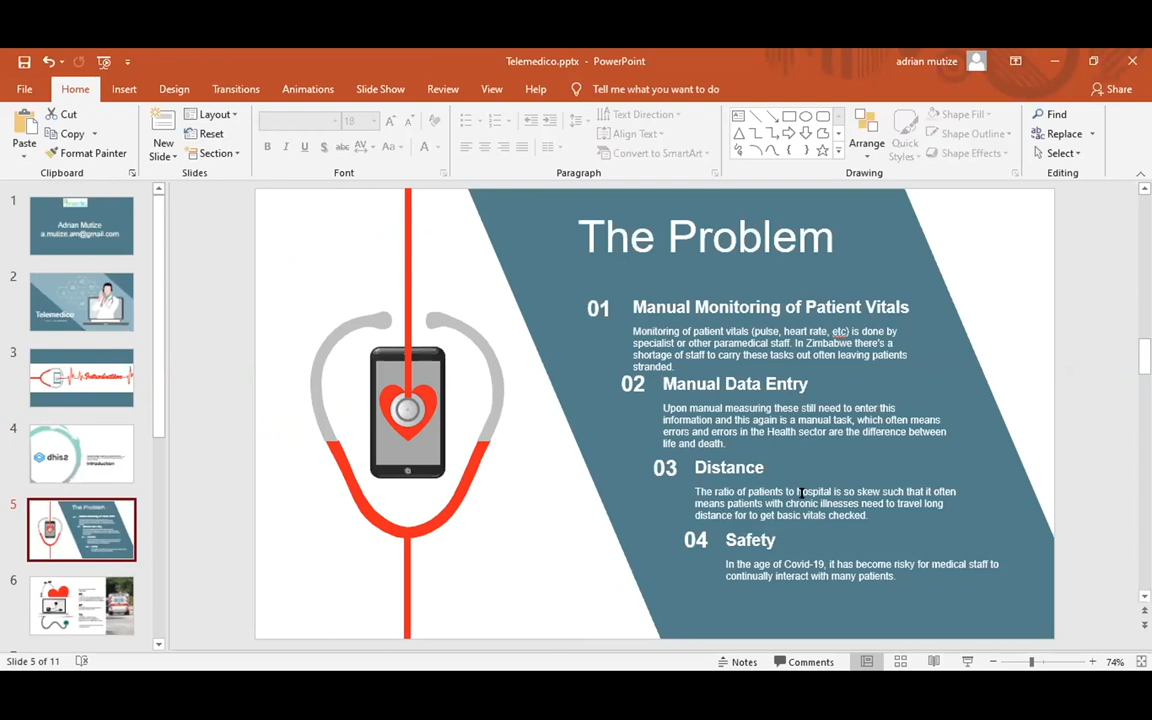 Telemedico.pptx - PowerPoint
adrian mutize
File Home Insert Design Transitions Animations Slide Show Review View Help Tell me what you want to do Share
Paste
Cut
Copy
Format Painter
Clipboard
New Slide
Layout
Reset
Section
Slides
18
Font
Text Direction
Align Text
Convert to SmartArt
Paragraph
Arrange
Quick Styles
Shape Fill
Shape Outline
Shape Effects
Drawing
Find
Replace
Select
Editing
1
Adrian Mutize
a.mutize.am@gmail.com
2
Telemedico
3
Introduction
4
dhis2
Introduction
5
The Problem
6
The Problem
01 Manual Monitoring of Patient Vitals
Monitoring of patient vitals (pulse, heart rate, etc) is done by
specialist or other paramedical staff. In Zimbabwe there's a
shortage of staff to carry these tasks out often leaving patients
stranded.
02 Manual Data Entry
Upon manual measuring these still need to enter this
information and this again is a manual task, which often means
errors and errors in the Health sector are the difference between
life and death.
03 Distance
The ratio of patients to hospital is so skew such that it often
means patients with chronic illnesses need to travel long
distance for to get basic vitals checked.
04 Safety
In the age of Covid-19, it has become risky for medical staff to
continually interact with many patients.
Slide 5 of 11
Notes
Comments
74%